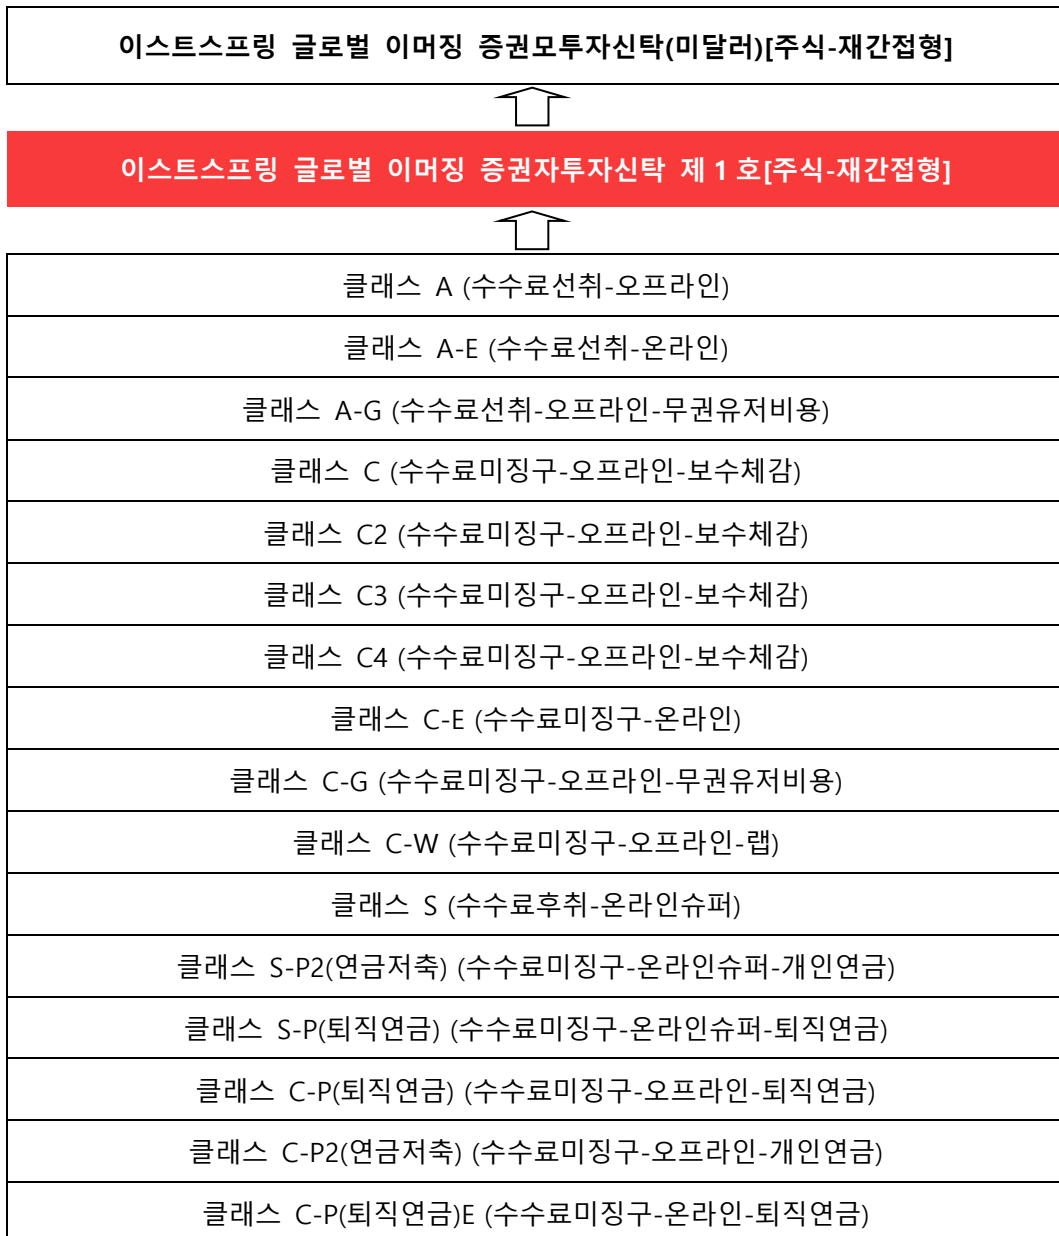 이스트스프링 글로벌 이머징 증권모투자신탁(미달러)[주식-재간접형]
이스트스프링 글로벌 이머징 증권자투자신탁 제 1 호[주식-재간접형]
클래스 A (수수료선취-오프라인)
클래스 A-E (수수료선취-온라인)
클래스 A-G (수수료선취-오프라인-무권유저비용)
클래스 C (수수료미징구-오프라인-보수체감)
클래스 C2 (수수료미징구-오프라인-보수체감)
클래스 C3 (수수료미징구-오프라인-보수체감)
클래스 C4 (수수료미징구-오프라인-보수체감)
클래스 C-E (수수료미징구-온라인)
클래스 C-G (수수료미징구-오프라인-무권유저비용)
클래스 C-W (수수료미징구-오프라인-랩)
클래스 S (수수료후취-온라인슈퍼)
클래스 S-P2(연금저축) (수수료미징구-온라인슈퍼-개인연금)
클래스 S-P(퇴직연금) (수수료미징구-온라인슈퍼-퇴직연금)
클래스 C-P(퇴직연금) (수수료미징구-오프라인-퇴직연금)
클래스 C-P2(연금저축) (수수료미징구-오프라인-개인연금)
클래스 C-P(퇴직연금)E (수수료미징구-온라인-퇴직연금)